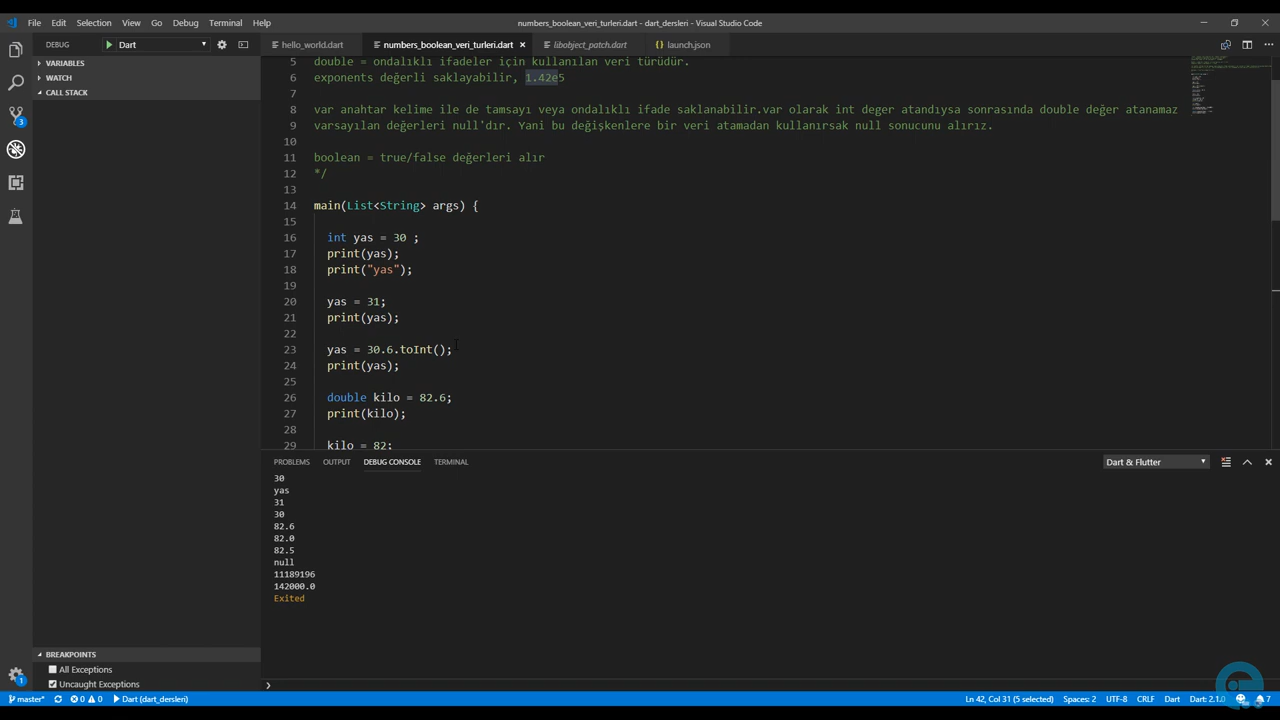 File Edit Selection View Go Debug Terminal Help
numbers_boolean_veri_turleri.dart - dart_dersleri - Visual Studio Code
DEBUG Dart
hello_world.dart numbers_boolean_veri_turleri.dart libobject_patch.dart launch.json
VARIABLES
WATCH
CALL STACK
5 double = ondalıklı ifadeler için kullanılan veri türüdür.
6 exponents değerli saklayabilir, 1.42e5
7
8 var anahtar kelime ile de tamsayı veya ondalıklı ifade saklanabilir.var olarak int deger atandıysa sonrasında double değer atanamaz
9 varsayılan değerleri null'dır. Yani bu değişkenlere bir veri atamadan kullanırsak null sonucunu alırız.
10
11 boolean = true/false değerleri alır
12 */
13
14 main(List<String> args) {
15
16 int yas = 30 ;
17 print(yas);
18 print("yas");
19
20 yas = 31;
21 print(yas);
22
23 yas = 30.6.toInt();
24 print(yas);
25
26 double kilo = 82.6;
27 print(kilo);
28
29 kilo = 82;
PROBLEMS OUTPUT DEBUG CONSOLE TERMINAL
Dart & Flutter
30
yas
31
30
82.6
82.0
82.5
null
11189196
142000.0
Exited
BREAKPOINTS
All Exceptions
Uncaught Exceptions
master* 0 0 Dart (dart_dersleri)
Ln 42, Col 31 (5 selected) Spaces: 2 UTF-8 CRLF Dart Dart: 2.1.0 7
3
1